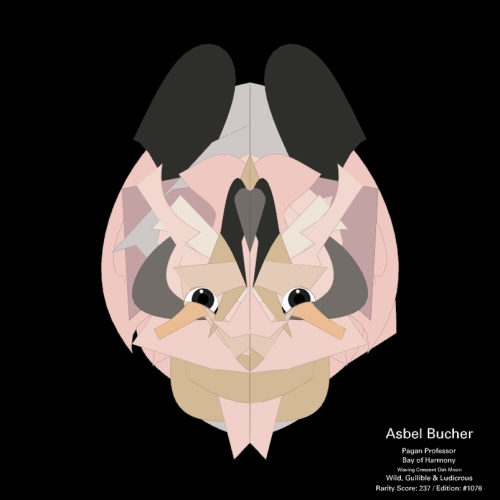 Asbel Bucher
Pagan Professor
Bay of Harmony
Waxing Crescent Oak Moon
Wild, Gullible & Ludicrous
Rarity Score: 237 / Edition: #1078